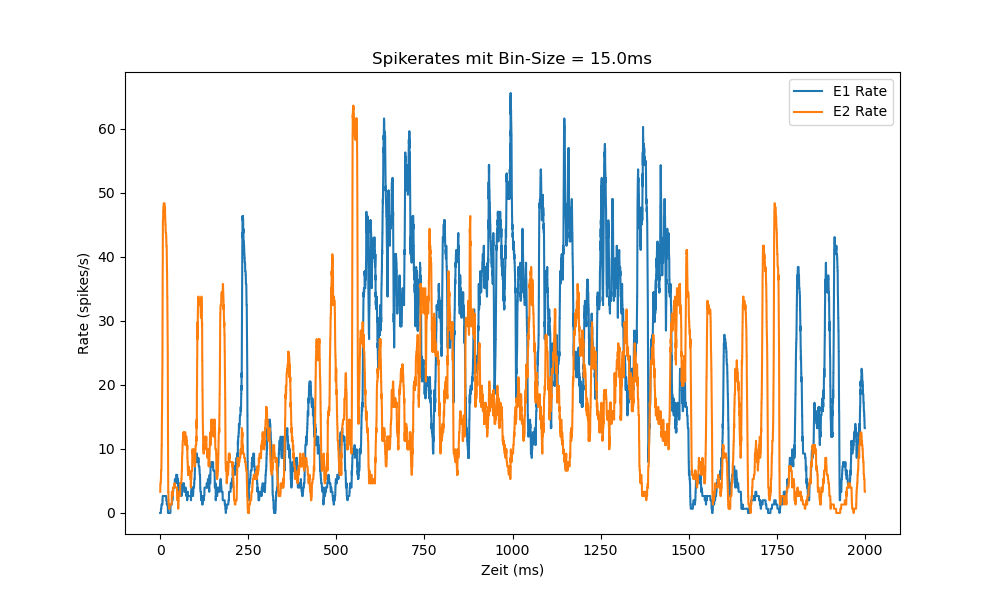 Spikerates mit Bin-Size = 15.0ms
E1 Rate
E2 Rate
60
50
40
30
20
10
0
Rate (spikes/s)
0 250 500 750 1000 1250 1500 1750 2000
Zeit (ms)